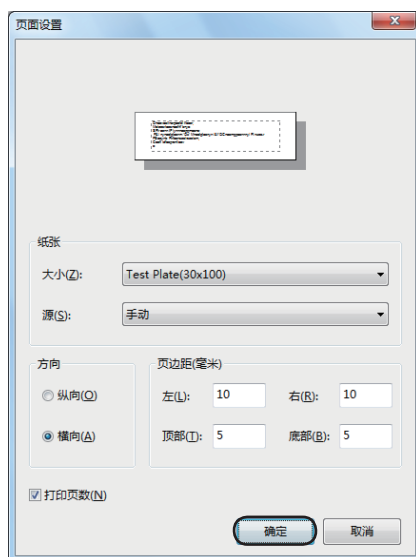 页面设置
纸张
大小(Z): Test Plate(30x100)
源(S): 手动
方向 页边距(毫米)
纵向(O) 左(L): 10 右(R): 10
横向(A) 顶部(T): 5 底部(B): 5
打印页数(N)
确定 取消